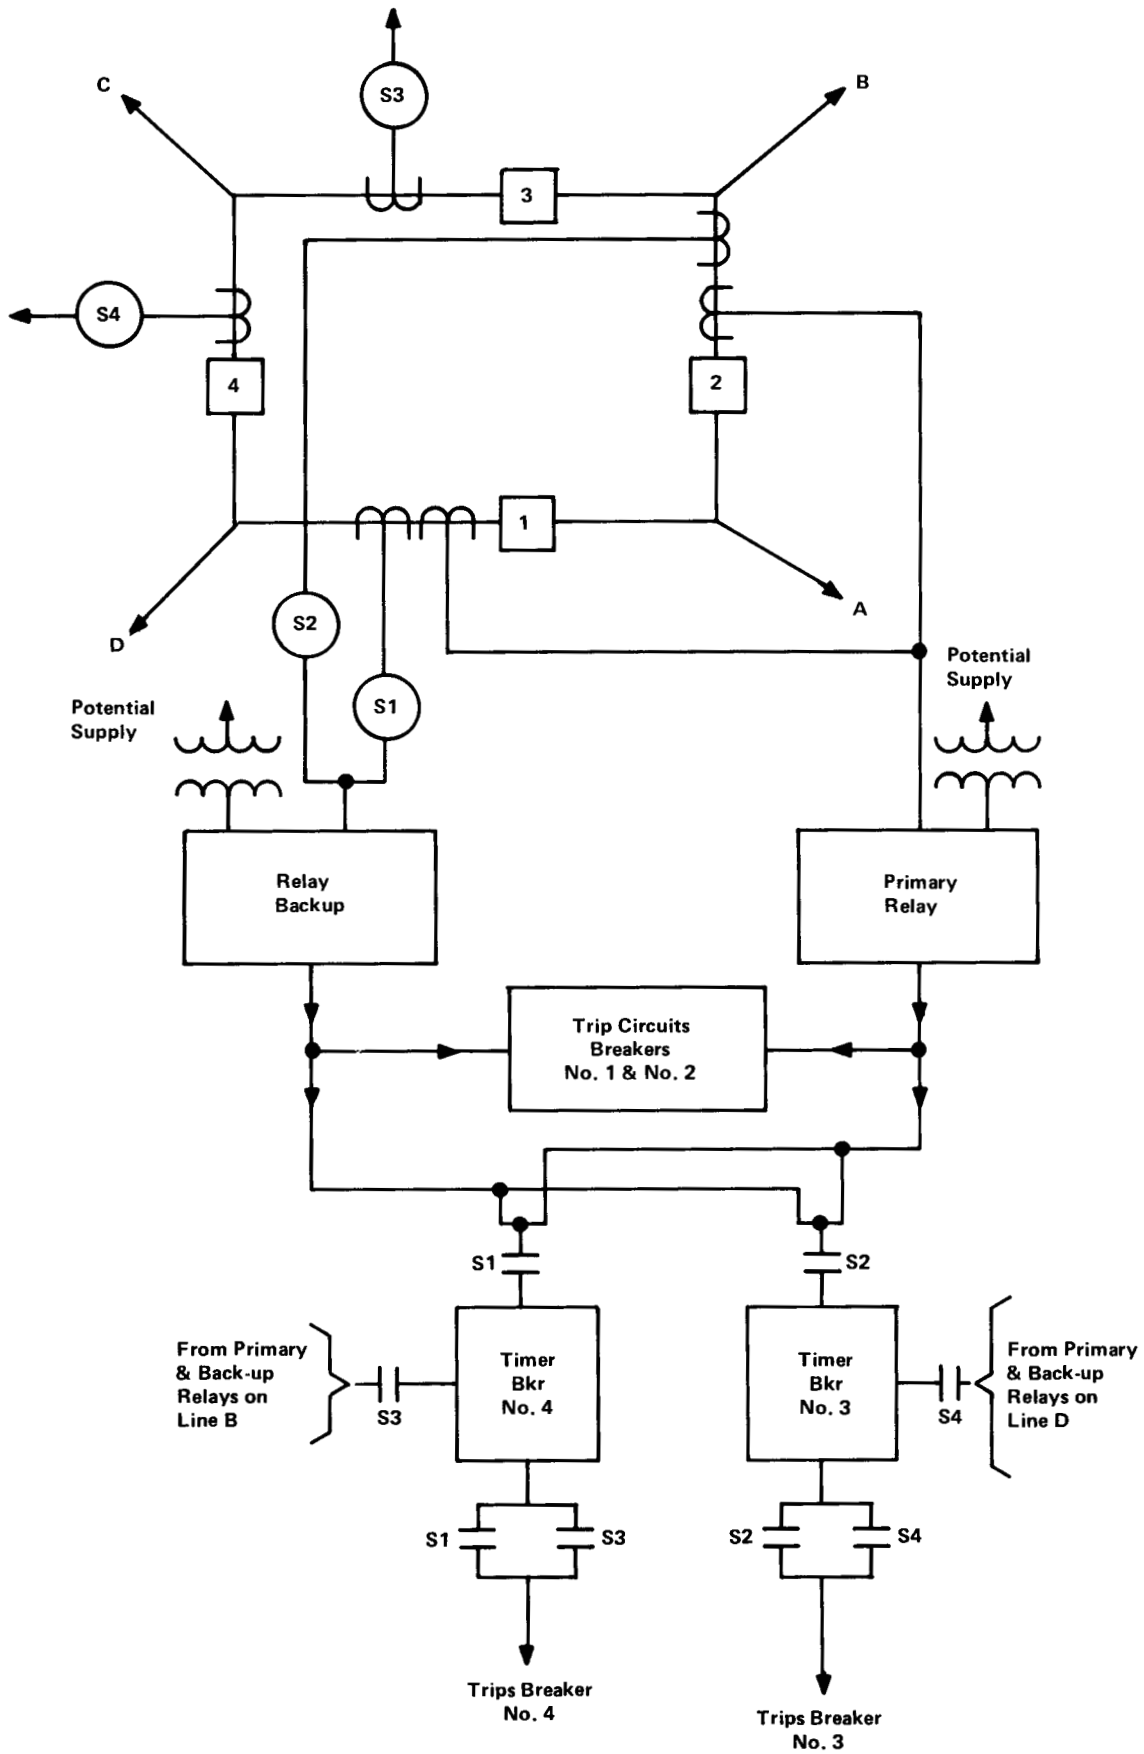 C
S3
B
3
S4
4
2
1
A
D
S2
S1
Potential
Supply
Potential
Supply
Relay
Backup
Primary
Relay
Trip Circuits
Breakers
No. 1 & No. 2
S1
S2
From Primary
& Back-up
Relays on
Line B
S3
Timer
Bkr
No. 4
Timer
Bkr
No. 3
S4
From Primary
& Back-up
Relays on
Line D
S1
S3
S2
S4
Trips Breaker
No. 4
Trips Breaker
No. 3